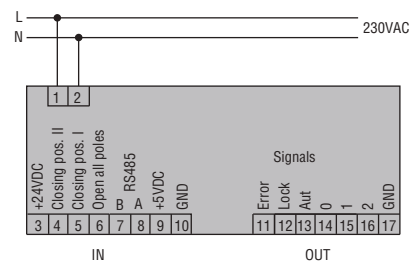 L
N
230VAC
1 2
+24VDC
Closing pos. II
Closing pos. I
Open all poles
B
RS485
A
+5VDC
GND
Signals
Error
Lock
Aut
0
1
2
GND
3 4 5 6 7 8 9 10
11 12 13 14 15 16 17
IN
OUT